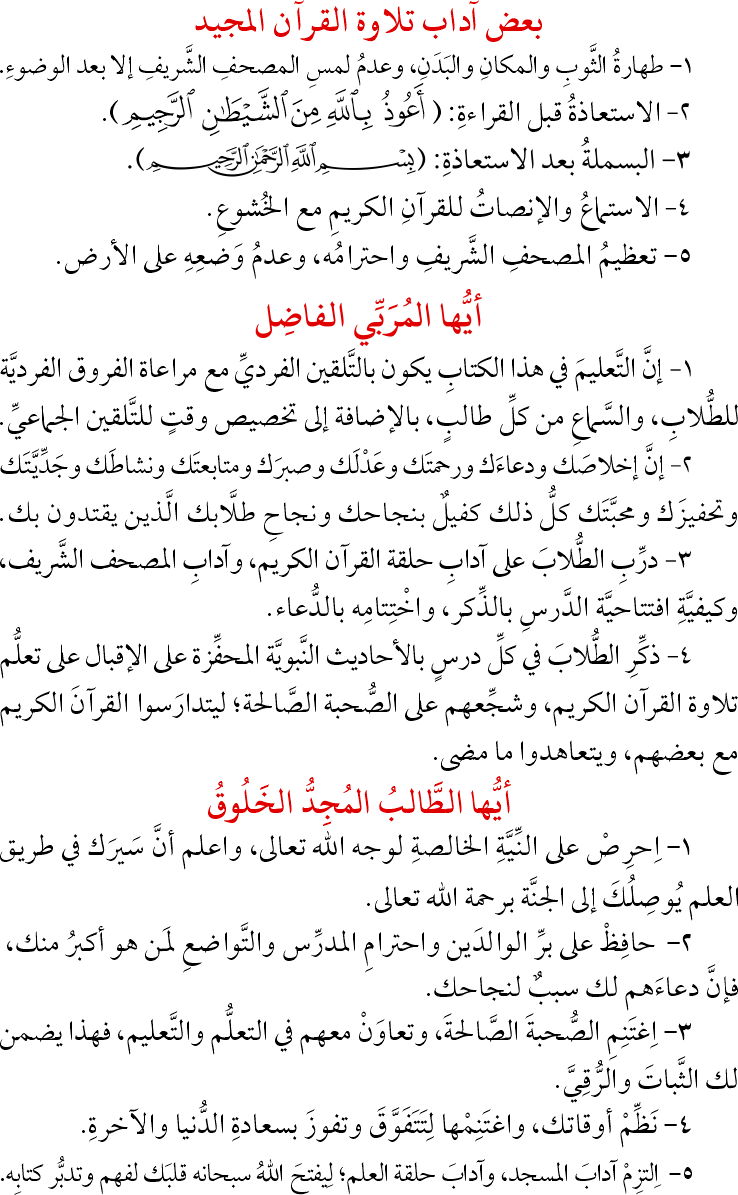 بعض آداب تلاوة القرآن المجيد
١- طهارةُ الثَّوبِ والمكانِ والبَدَنِ، وعدمُ لمسِ المصحفِ الشَّريفِ إلا بعد الوضوءِ.
٢- الاستعاذةُ قبل القراءةِ: ( أَعُوذُ بِٱللَّهِ مِنَ ٱلشَّيْطَـٰنِ ٱلرَّجِيمِ ).
٣- البسملةُ بعد الاستعاذةِ: (بِسْمِ ٱللَّهِ ٱلرَّحْمَـٰنِ ٱلرَّحِيمِ).
٤- الاستماعُ والإنصاتُ للقرآنِ الكريمِ مع الخُشوعِ.
٥- تعظيمُ المصحفِ الشَّريفِ واحترامُه، وعدمُ وَضعِهِ على الأرض.
أيُّها المُرَبِّي الفاضِل
١- إنَّ التَّعليمَ في هذا الكتابِ يكون بالتَّلقين الفرديِّ مع مراعاة الفروق الفرديَّة
للطُّلابِ، والسَّماعِ من كلِّ طالبٍ، بالإضافة إلى تخصيص وقتٍ للتَّلقين الجماعيِّ.
٢- إنَّ إخلاصَك ودعاءَك ورحمتَك وعَدْلَك وصبرَك ومتابعتَك ونشاطَك وجَدِّيَّتَك
وتحفيزَك ومحبَّتَك كلُّ ذلك كفيلٌ بنجاحك ونجاحِ طلَّابك الَّذين يقتدون بك.
٣- درِّبِ الطُّلابَ على آدابِ حلقة القرآن الكريم، وآدابِ المصحف الشَّريف،
وكيفيَّةِ افتتاحيَّة الدَّرسِ بالذِّكر، واخْتِتامِه بالدُّعاء.
٤- ذكِّرِ الطُّلابَ في كلِّ درسٍ بالأحاديث النَّبويَّة المحفِّزة على الإقبال على تعلُّم
تلاوة القرآن الكريم، وشجِّعهم على الصُّحبة الصَّالحة؛ ليتدارَسوا القرآنَ الكريم
مع بعضهم، ويتعاهدوا ما مضى.
أيُّها الطَّالبُ المُجِدُّ الخَلُوقُ
١- اِحرِصْ على النِّيَّةِ الخالصةِ لوجه الله تعالى، واعلم أنَّ سَيرَك في طريق
العلم يُوصِلُكَ إلى الجنَّة برحمة الله تعالى.
٢- حافِظْ على برِّ الوالدَين واحترامِ المدرِّس والتَّواضعِ لمَن هو أكبرُ منك،
فإنَّ دعاءَهم لك سببٌ لنجاحك.
٣- اِغتَنِمِ الصُّحبةَ الصَّالحةَ، وتعاوَنْ معهم في التعلُّم والتَّعليم، فهذا يضمن
لك الثَّباتَ والرُّقِيَّ.
٤- نَظِّمْ أوقاتك، واغتَنِمْها لِتَتَفَوَّقَ وتفوزَ بسعادةِ الدُّنيا والآخرةِ.
٥- اِلتزِمْ آدابَ المسجد، وآدابَ حلقة العلم؛ لِيفتحَ اللهُ سبحانه قلبَك لفهم وتدبُّر كتابِه.